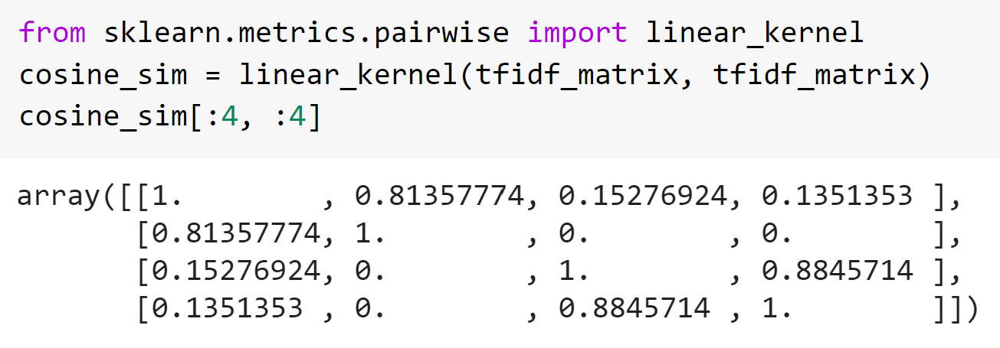 from sklearn.metrics.pairwise import linear_kernel
cosine_sim = linear_kernel(tfidf_matrix, tfidf_matrix)
cosine_sim[:4, :4]
array([[1.        , 0.81357774, 0.15276924, 0.1351353 ],
       [0.81357774, 1.        , 0.        , 0.        ],
       [0.15276924, 0.        , 1.        , 0.8845714 ],
       [0.1351353 , 0.        , 0.8845714 , 1.        ]])